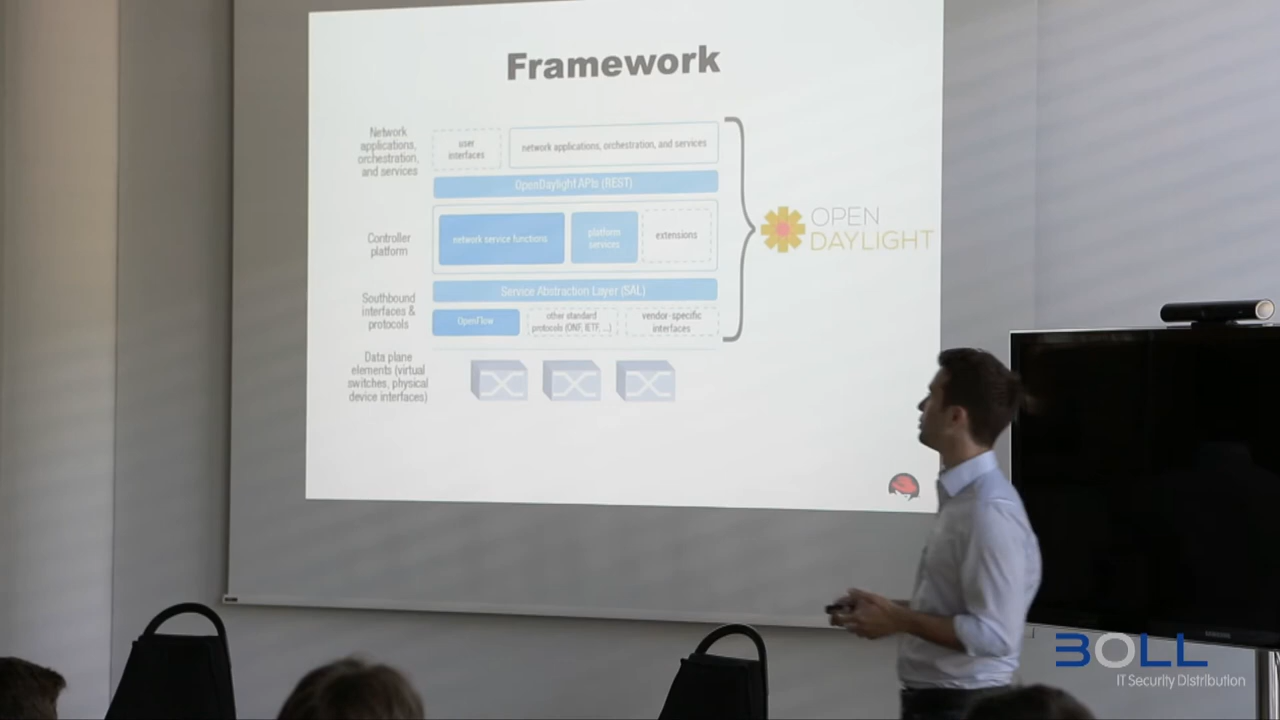 Framework
Network
applications,
orchestration,
and services
user
interfaces
network applications, orchestration, and services
OpenDaylight APIs (REST)
Controller
platform
network service functions
platform
services
extensions
OPEN
DAYLIGHT
Service Abstraction Layer (SAL)
Southbound
interfaces &
protocols
OpenFlow
other standard
protocols (ONF, IETF, ...)
vendor-specific
interfaces
Data plane
elements (virtual
switches, physical
device interfaces)
SAMSUNG
BOLL
IT Security Distribution